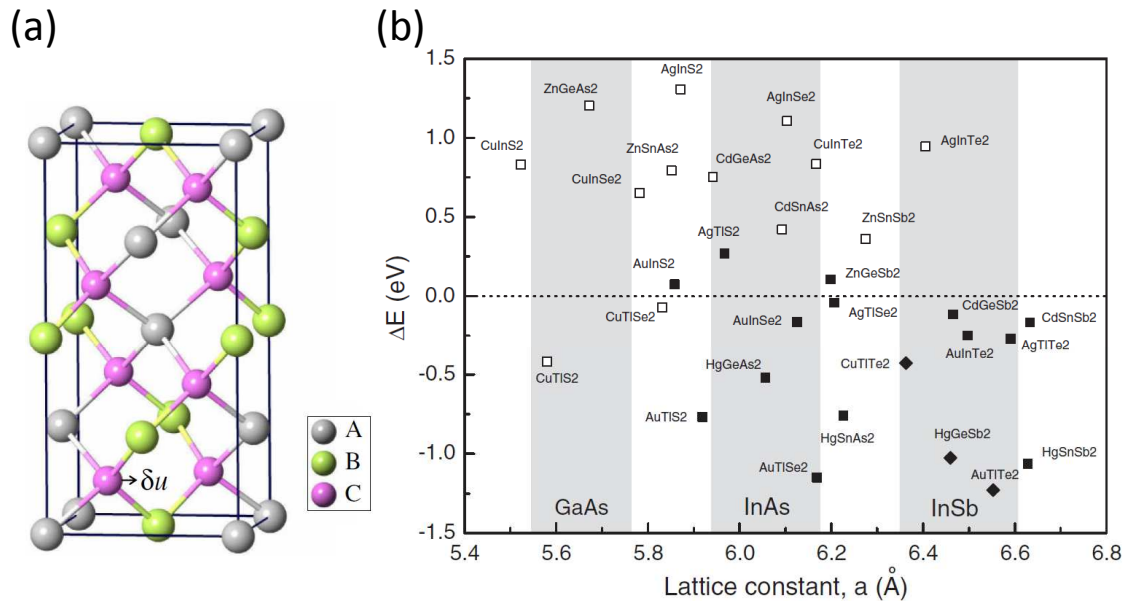 (a)
A
B
C
δu
(b)
ΔE (eV)
1.5
1.0
0.5
0.0
-0.5
-1.0
-1.5
AgInS2
ZnGeAs2
AgInSe2
CuInS2
ZnSnAs2
CuInTe2
AgInTe2
CdGeAs2
CuInSe2
CdSnAs2
ZnSnSb2
AgTlS2
AuInS2
ZnGeSb2
CuTlSe2
AuInSe2
AgTlSe2
CdGeSb2
CdSnSb2
AuInTe2
AgTlTe2
CuTlTe2
HgGeAs2
CuTlS2
AuTlS2
HgSnAs2
HgGeSb2
HgSnSb2
AuTlSe2
AuTlTe2
GaAs
InAs
InSb
5.4
5.6
5.8
6.0
6.2
6.4
6.6
6.8
Lattice constant, a (Å)